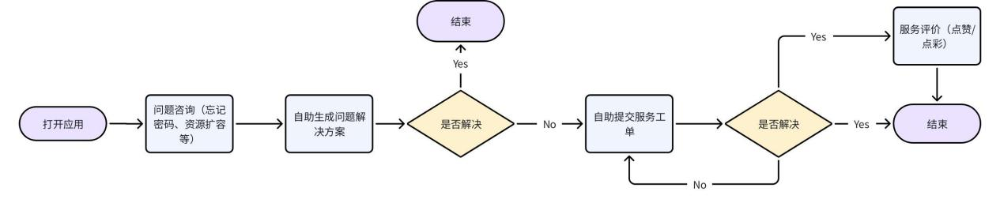 结束
Yes
打开应用
问题咨询（忘记
密码、资源扩容
等）
自助生成问题解
决方案
是否解决
No
自助提交服务工
单
是否解决
Yes
服务评价（点赞/
点彩）
Yes
结束
No